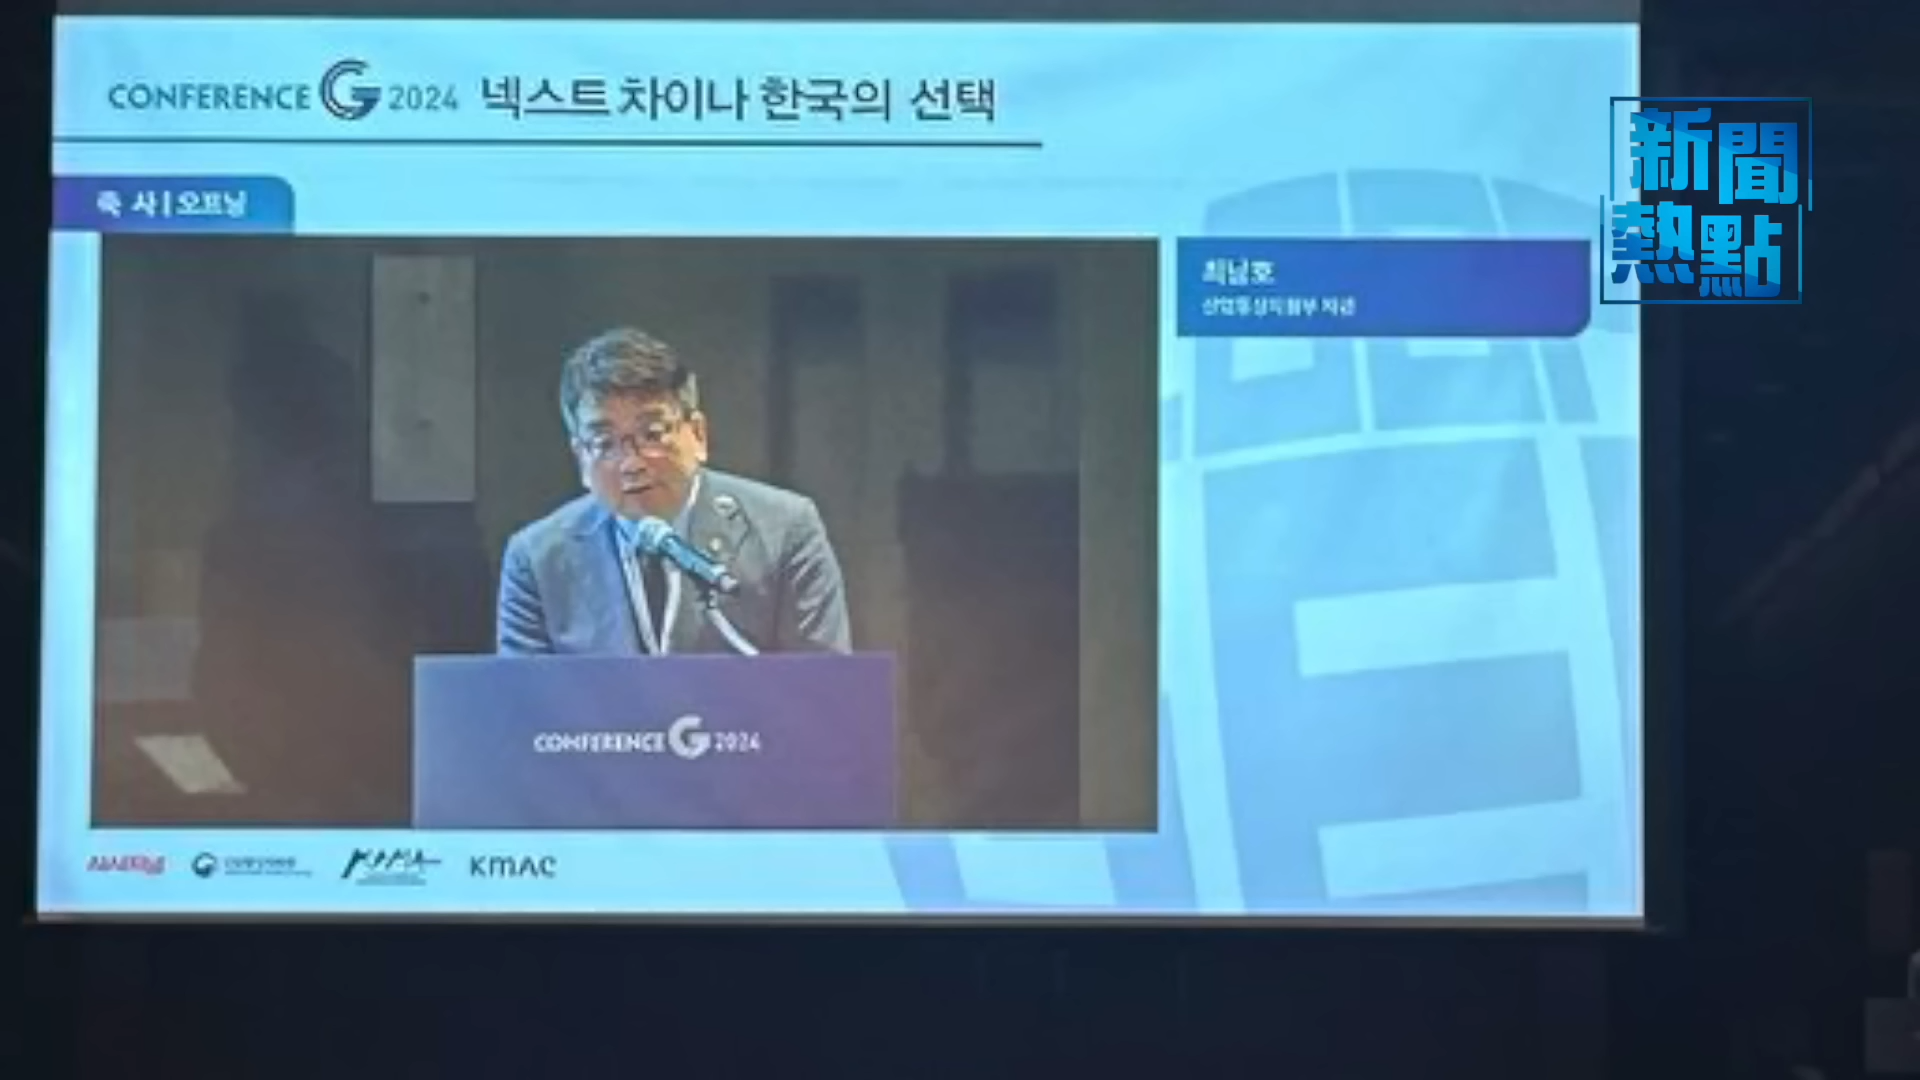 CONFERENCE G 2024 넥스트 차이나 한국의 선택
新聞
熱點
축 사 | 오프닝
최남호
산업통상자원부 차관
CONFERENCE G 2024
KMA
KMAC